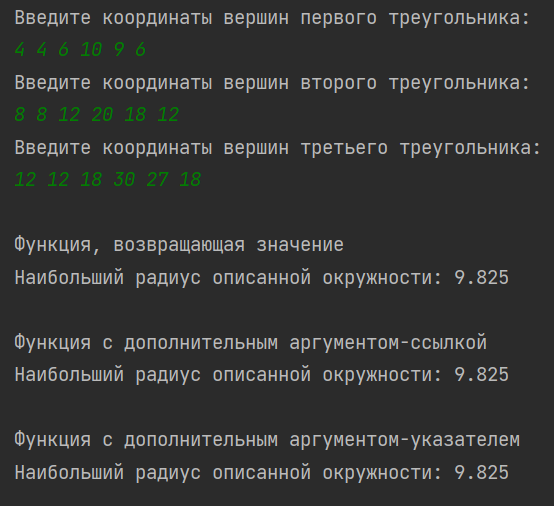 Введите координаты вершин первого треугольника:
4 4 6 10 9 6
Введите координаты вершин второго треугольника:
8 8 12 20 18 12
Введите координаты вершин третьего треугольника:
12 12 18 30 27 18
Функция, возвращающая значение
Наибольший радиус описанной окружности: 9.825
Функция с дополнительным аргументом-ссылкой
Наибольший радиус описанной окружности: 9.825
Функция с дополнительным аргументом-указателем
Наибольший радиус описанной окружности: 9.825